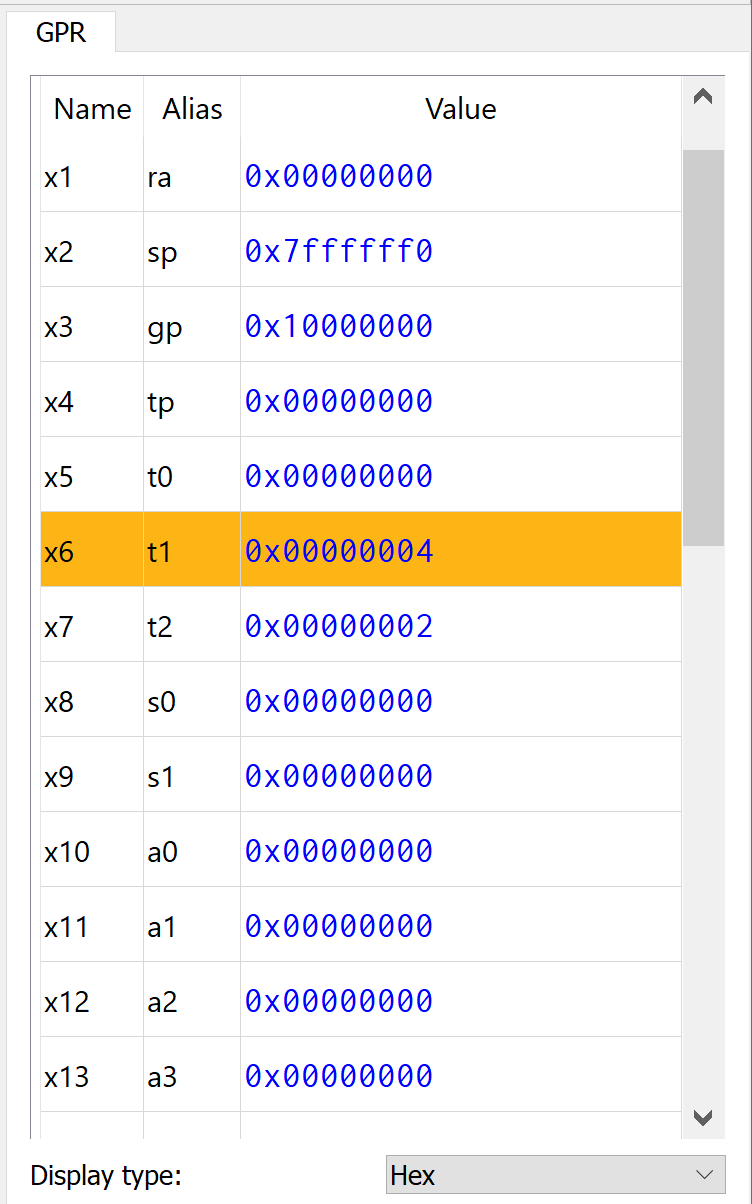 GPR
Name Alias Value
x1 ra 0x00000000
x2 sp 0x7ffffff0
x3 gp 0x10000000
x4 tp 0x00000000
x5 t0 0x00000000
x6 t1 0x00000004
x7 t2 0x00000002
x8 s0 0x00000000
x9 s1 0x00000000
x10 a0 0x00000000
x11 a1 0x00000000
x12 a2 0x00000000
x13 a3 0x00000000
Display type: Hex